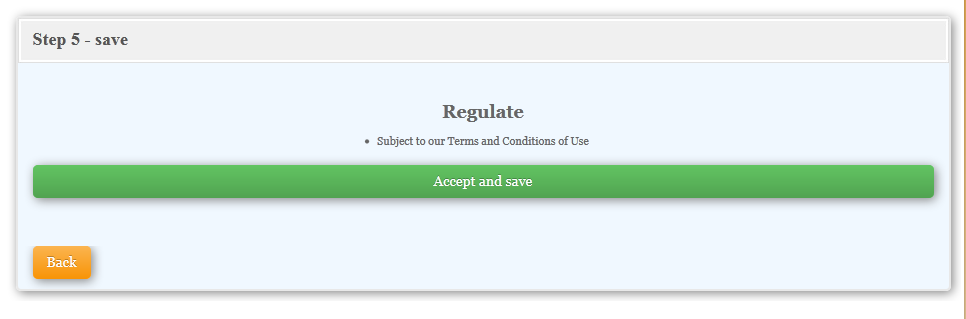 Step 5 - save
Regulate
Subject to our Terms and Conditions of Use
Accept and save
Back